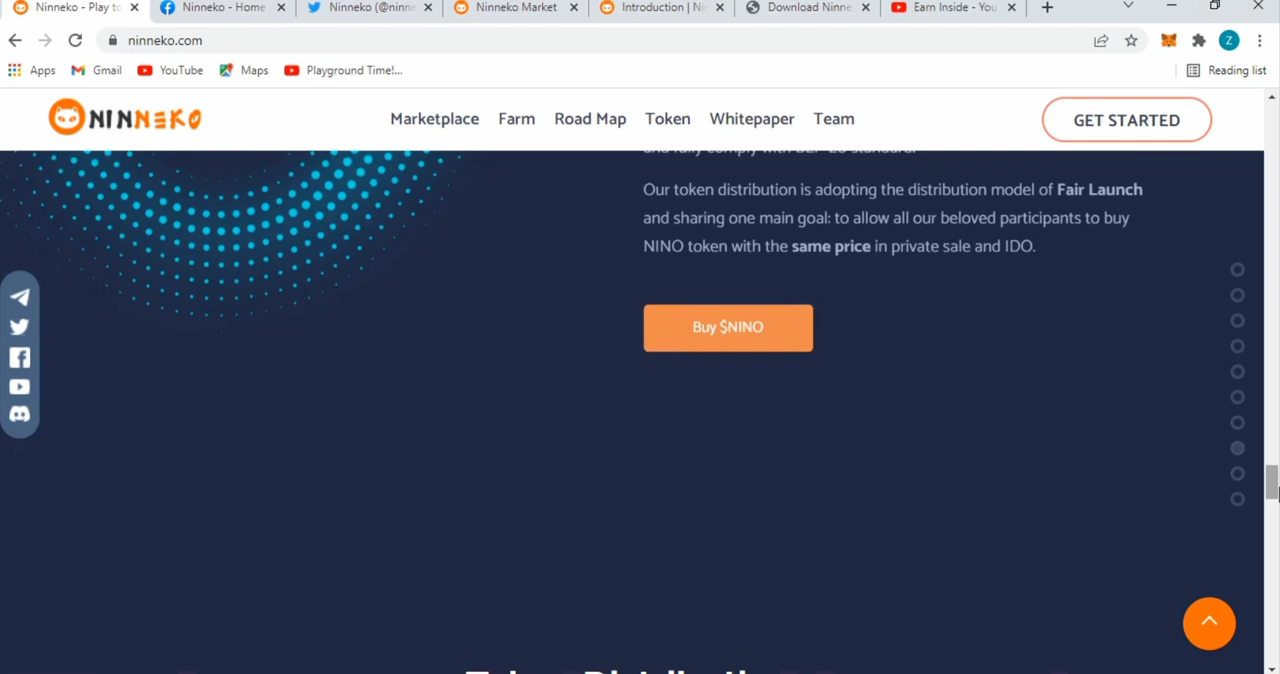 Ninneko - Play to
Ninneko - Home
Ninneko (@ninne
Ninneko Market
Introduction | Ni
Download Ninne
Earn Inside - You
ninneko.com
Z
Apps
Gmail
YouTube
Maps
Playground Time!...
Reading list
NINNEKO
Marketplace
Farm
Road Map
Token
Whitepaper
Team
GET STARTED
Our token distribution is adopting the distribution model of Fair Launch
and sharing one main goal: to allow all our beloved participants to buy
NINO token with the same price in private sale and IDO.
Buy $NINO